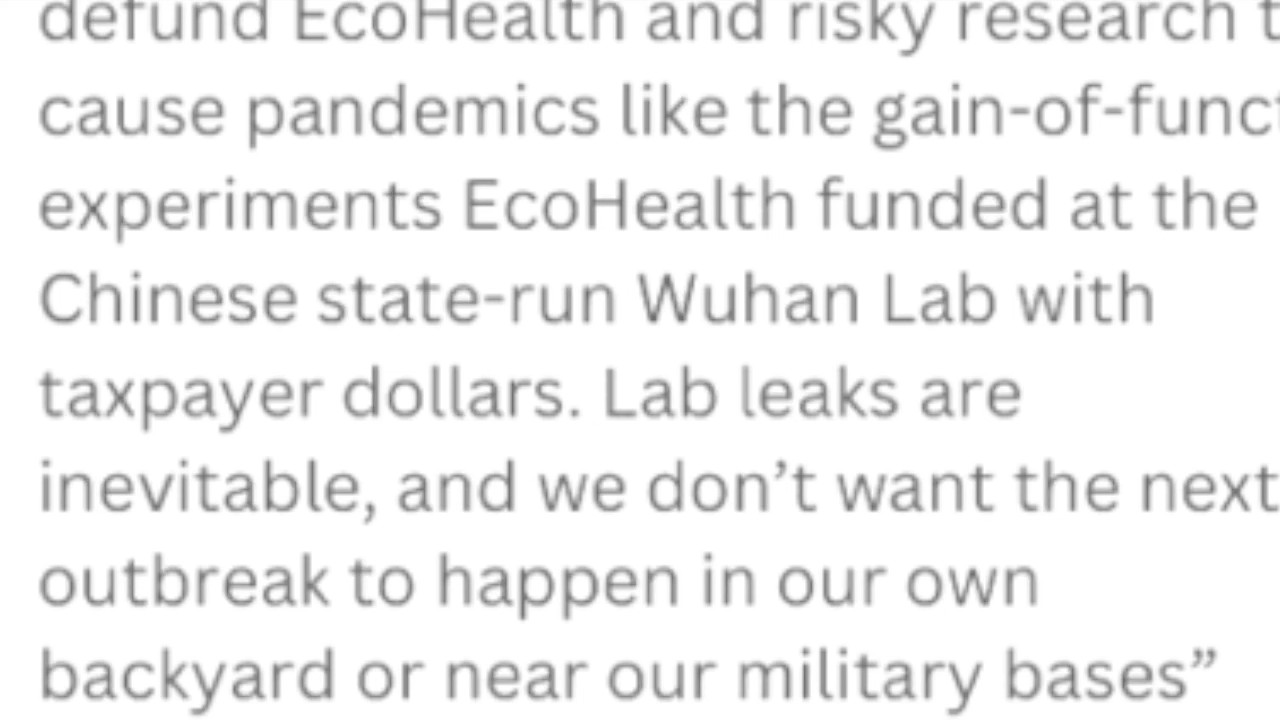 defund EcoHealth and risky research
cause pandemics like the gain-of-funct
experiments EcoHealth funded at the
Chinese state-run Wuhan Lab with
taxpayer dollars. Lab leaks are
inevitable, and we don’t want the next
outbreak to happen in our own
backyard or near our military bases”